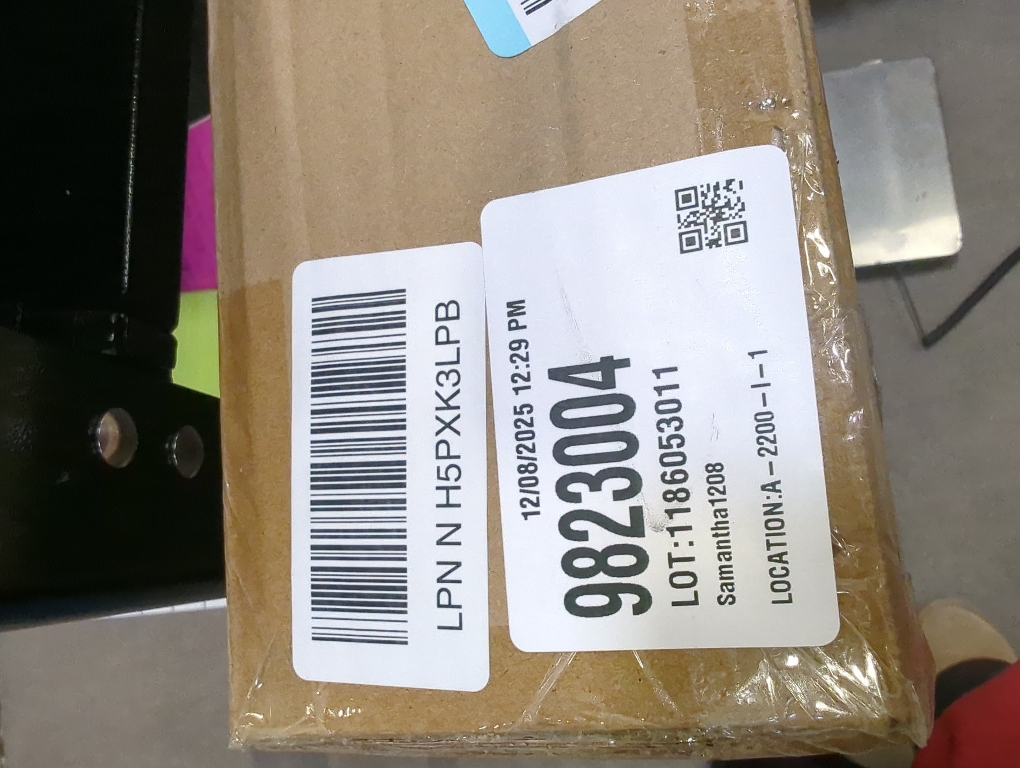 LPN N H5PXK3LPB
12/08/2025 12:29 PM
9823004
LOT:1186053011
Samantha1208
LOCATION:A-2200-I-1